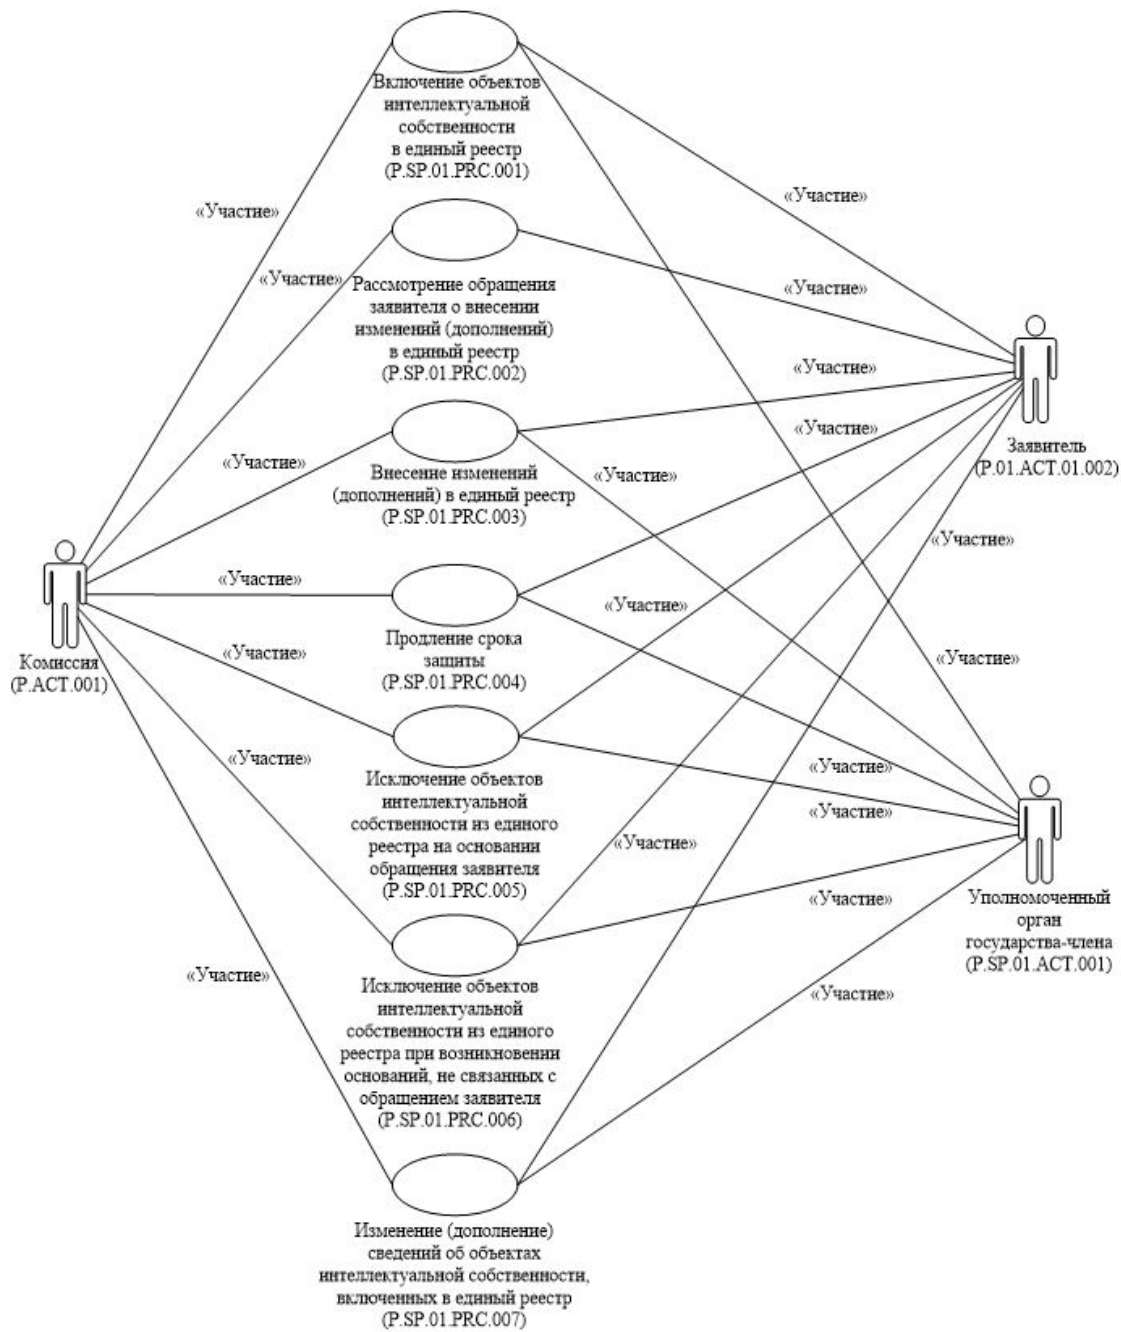 Включение объектов
интеллектуальной
собственности
в единый реестр
(P.SP.01.PRC.001)
«Участие»
«Участие»
«Участие»
Рассмотрение обращения
заявителя о внесении
изменений (дополнений)
в единый реестр
(P.SP.01.PRC.002)
«Участие»
«Участие»
Заявитель
(P.01.ACT.01.002)
«Участие»
«Участие»
Внесение изменений
(дополнений) в единый реестр
(P.SP.01.PRC.003)
«Участие»
«Участие»
«Участие»
«Участие»
Комиссия
(P.ACT.001)
Продление срока
защиты
(P.SP.01.PRC.004)
«Участие»
«Участие»
«Участие»
Исключение объектов
интеллектуальной
собственности из единого
реестра на основании
обращения заявителя
(P.SP.01.PRC.005)
«Участие»
«Участие»
«Участие»
«Участие»
«Участие»
Уполномоченный
орган
государства-члена
(P.SP.01.ACT.001)
«Участие»
Исключение объектов
интеллектуальной
собственности из единого
реестра при возникновении
оснований, не связанных с
обращением заявителя
(P.SP.01.PRC.006)
«Участие»
Изменение (дополнение)
сведений об объектах
интеллектуальной собственности,
включенных в единый реестр
(P.SP.01.PRC.007)